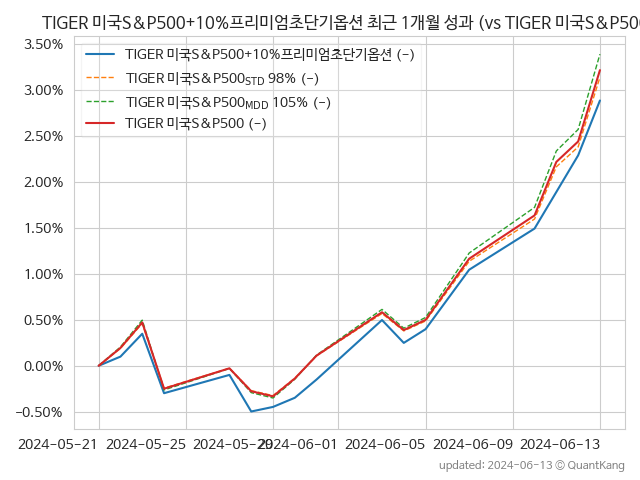 TIGER 미국S&P500+10%프리미엄초단기옵션 최근 1개월 성과 (vs TIGER 미국S&P500
3.50%
TIGER 미국S&P500+10%프리미엄초단기옵션 (-)
TIGER 미국S&P500STD 98% (-)
TIGER 미국S&P500MDD 105% (-)
TIGER 미국S&P500 (-)
3.00%
2.50%
2.00%
1.50%
1.00%
0.50%
0.00%
−0.50%
2024-05-21 2024-05-25 2024-05-29 2024-06-01 2024-06-05 2024-06-09 2024-06-13
updated: 2024-06-13 © QuantKang